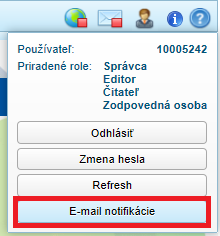 Používateľ: 10005242
Priradené role: Správca
Editor
Čitateľ
Zodpovedná osoba
Odhlásiť
Zmena hesla
Refresh
E-mail notifikácie